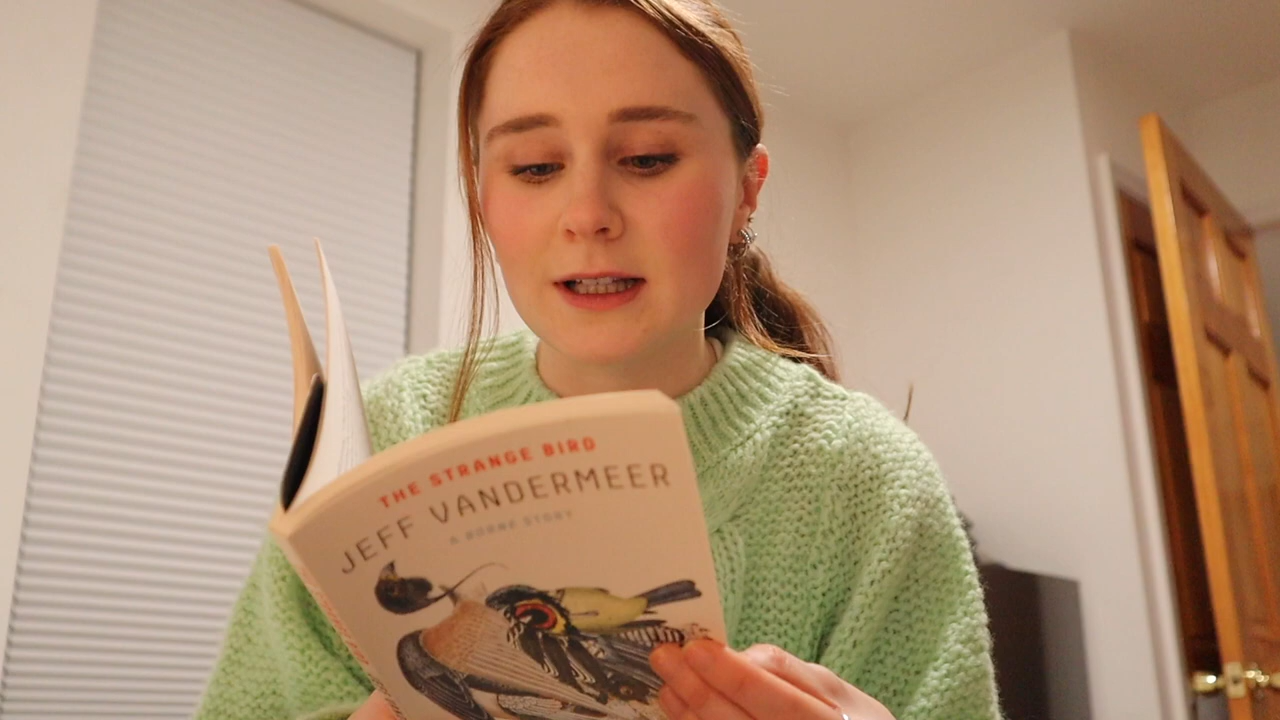 THE STRANGE BIRD
JEFF VANDERMEER
A BORNE STORY